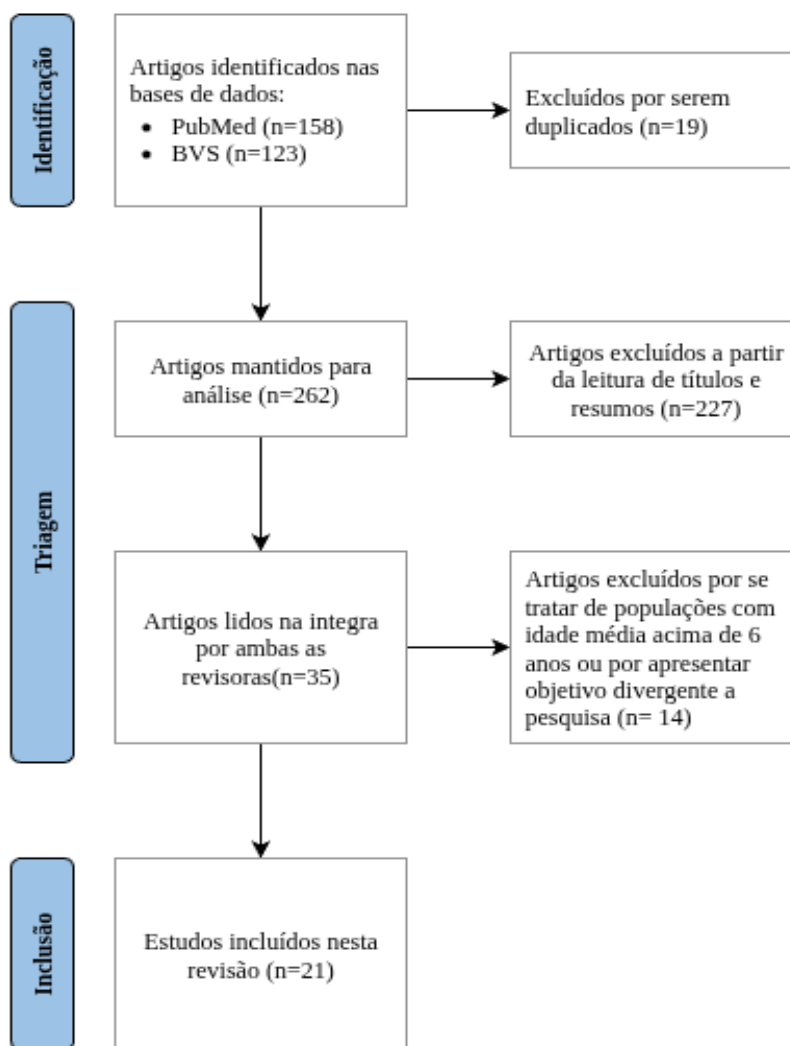 Identificação
Artigos identificados nas
bases de dados:
• PubMed (n=158)
• BVS (n=123)
Excluídos por serem
duplicados (n=19)
Triagem
Artigos mantidos para
análise (n=262)
Artigos excluídos a partir
da leitura de títulos e
resumos (n=227)
Artigos lidos na integra
por ambas as
revisoras(n=35)
Artigos excluídos por se
tratar de populações com
idade média acima de 6
anos ou por apresentar
objetivo divergente a
pesquisa (n= 14)
Inclusão
Estudos incluídos nesta
revisão (n=21)